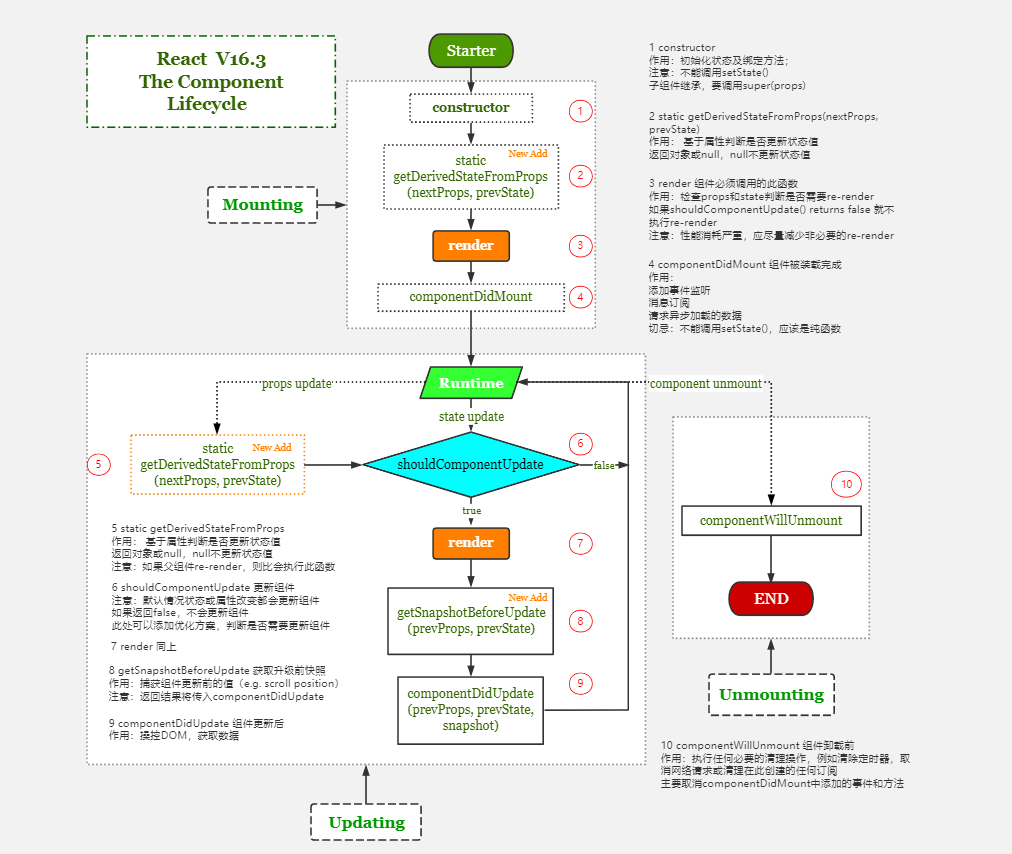 React V16.3
The Component
Lifecycle
Starter
constructor
1
New Add
static
getDerivedStateFromProps
(nextProps, prevState)
2
Mounting
render
3
componentDidMount
4
1 constructor
作用：初始化状态及绑定方法；
注意：不能调用setState()
子组件继承，要调用super(props)
2 static getDerivedStateFromProps(nextProps,
prevState)
作用： 基于属性判断是否更新状态值
返回对象或null，null不更新状态值
3 render 组件必须调用的此函数
作用：检查props和state判断是否需要re-render
如果shouldComponentUpdate() returns false 就不
执行re-render
注意：性能消耗严重，应尽量减少非必要的re-render
4 componentDidMount 组件被装载完成
作用：
添加事件监听
消息订阅
请求异步加载的数据
切忌：不能调用setState()，应该是纯函数
Runtime
props update
component unmount
state update
static
New Add
getDerivedStateFromProps
(nextProps, prevState)
5
shouldComponentUpdate
6
false
true
render
7
New Add
getSnapshotBeforeUpdate
(prevProps, prevState)
8
componentDidUpdate
(prevProps, prevState,
snapshot)
9
5 static getDerivedStateFromProps
作用： 基于属性判断是否更新状态值
返回对象或null，null不更新状态值
注意：如果父组件re-render，则比会执行此函数
6 shouldComponentUpdate 更新组件
注意：默认情况状态或属性改变都会更新组件
如果返回false，不会更新组件
此处可以添加优化方案，判断是否需要更新组件
7 render 同上
8 getSnapshotBeforeUpdate 获取升级前快照
作用：捕获组件更新前的值（e.g. scroll position）
注意：返回结果将传入componentDidUpdate
9 componentDidUpdate 组件更新后
作用：操控DOM，获取数据
Updating
10
componentWillUnmount
END
Unmounting
10 componentWillUnmount 组件卸载前
作用：执行任何必要的清理操作，例如清除定时器，取
消网络请求或清理在此创建的任何订阅
主要取消componentDidMount中添加的事件和方法